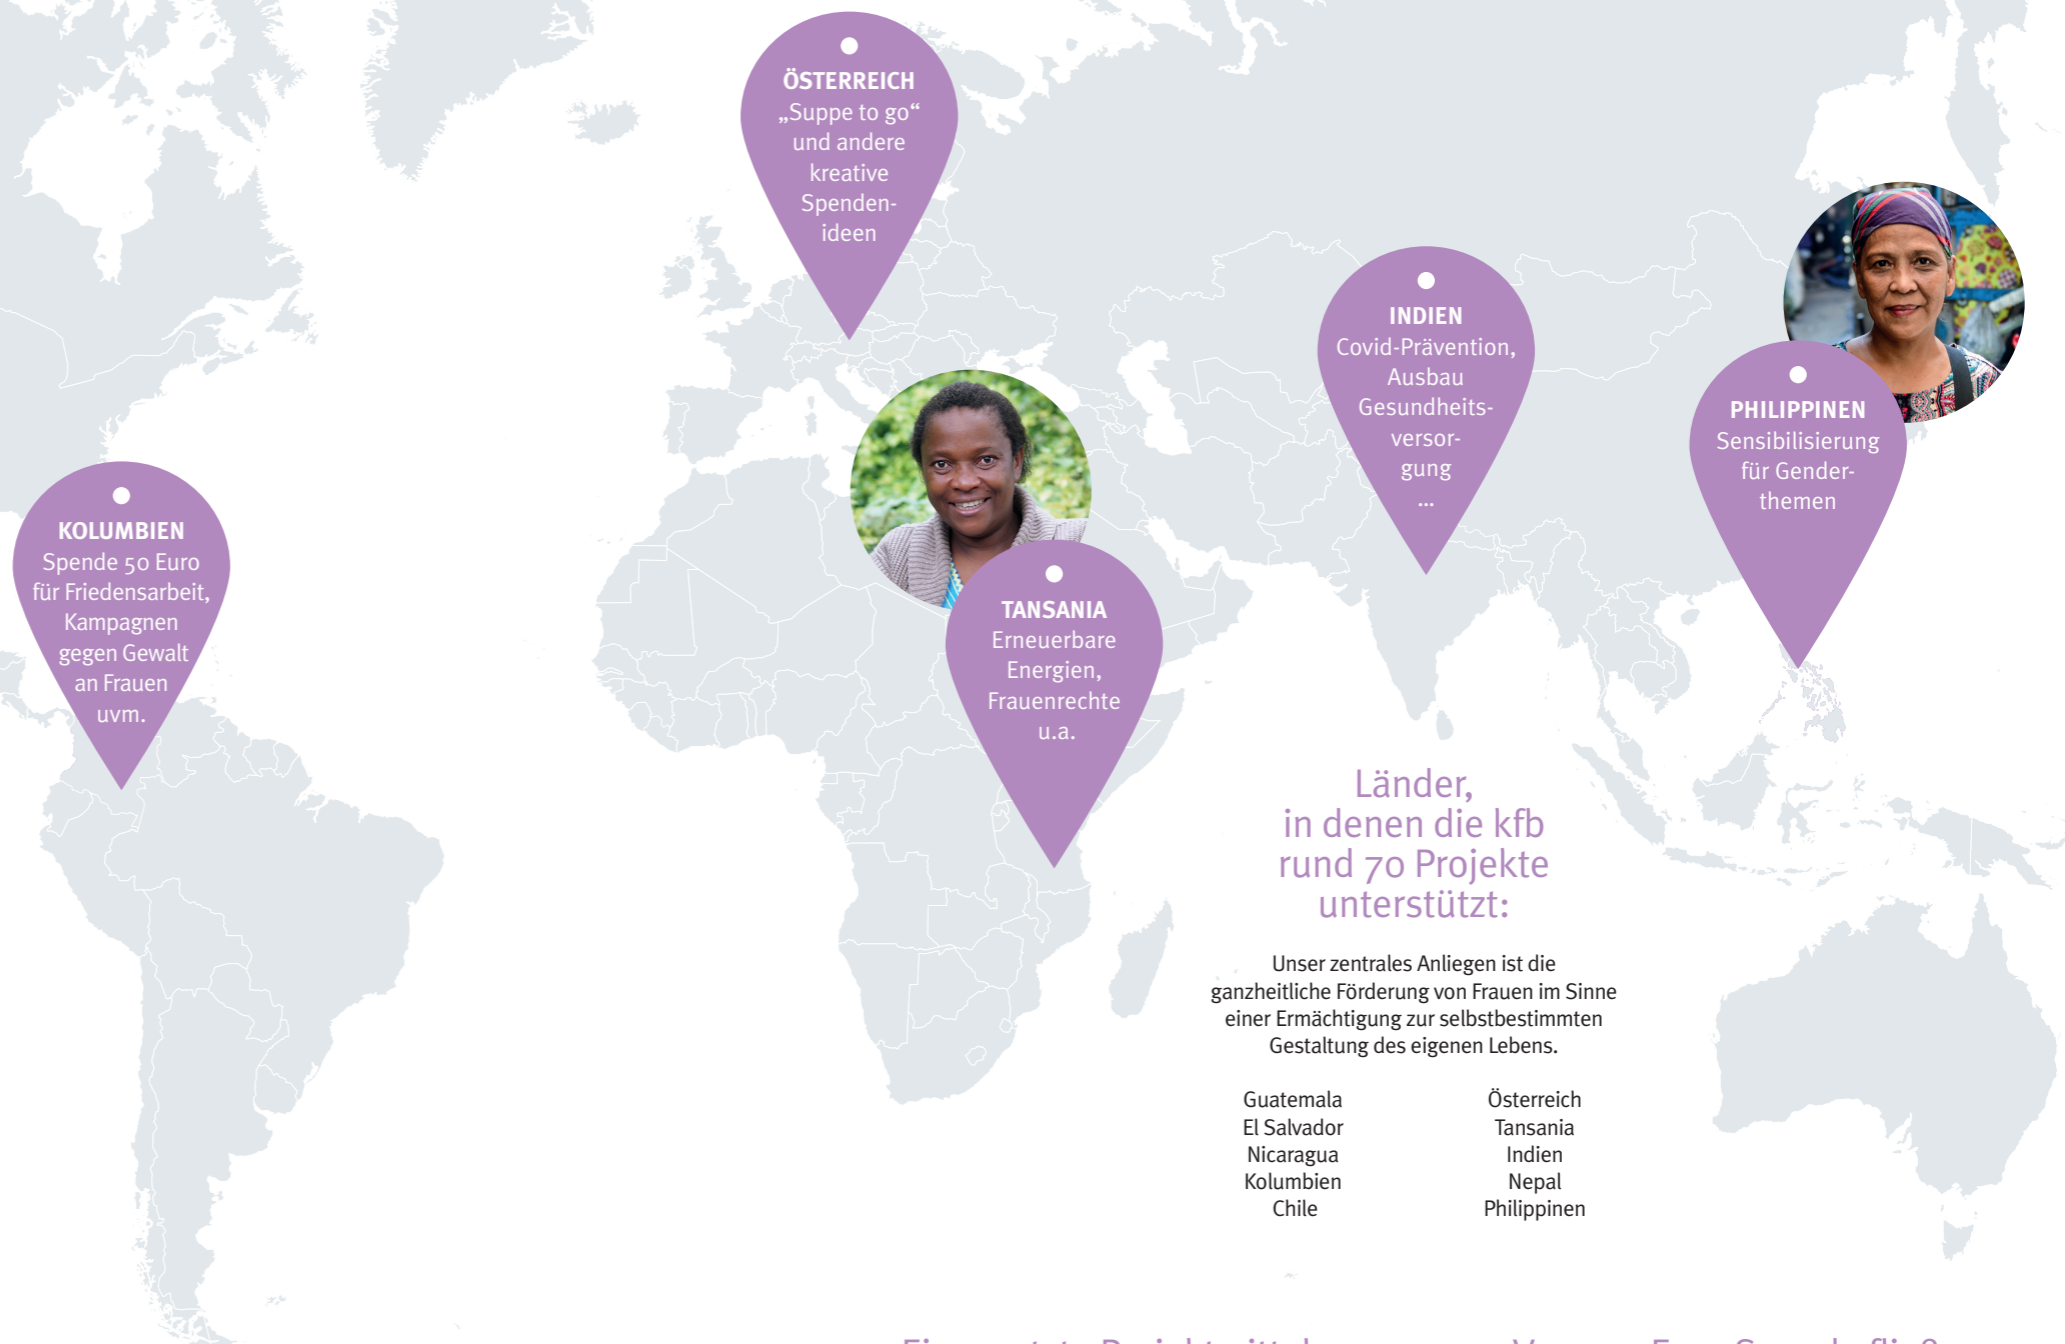 ÖSTERREICH
„Suppe to go“
und andere
kreative
Spenden-
ideen
INDIEN
Covid-Prävention,
Ausbau
Gesundheits-
versor-
gung
...
PHILIPPINEN
Sensibilisierung
für Gender-
themen
KOLUMBIEN
Spende 50 Euro
für Friedensarbeit,
Kampagnen
gegen Gewalt
an Frauen
uvm.
TANSANIA
Erneuerbare
Energien,
Frauenrechte
u.a.
Länder,
in denen die kfb
rund 70 Projekte
unterstützt:
Unser zentrales Anliegen ist die
ganzheitliche Förderung von Frauen im Sinne
einer Ermächtigung zur selbstbestimmten
Gestaltung des eigenen Lebens.
Guatemala
El Salvador
Nicaragua
Kolumbien
Chile
Österreich
Tansania
Indien
Nepal
Philippinen